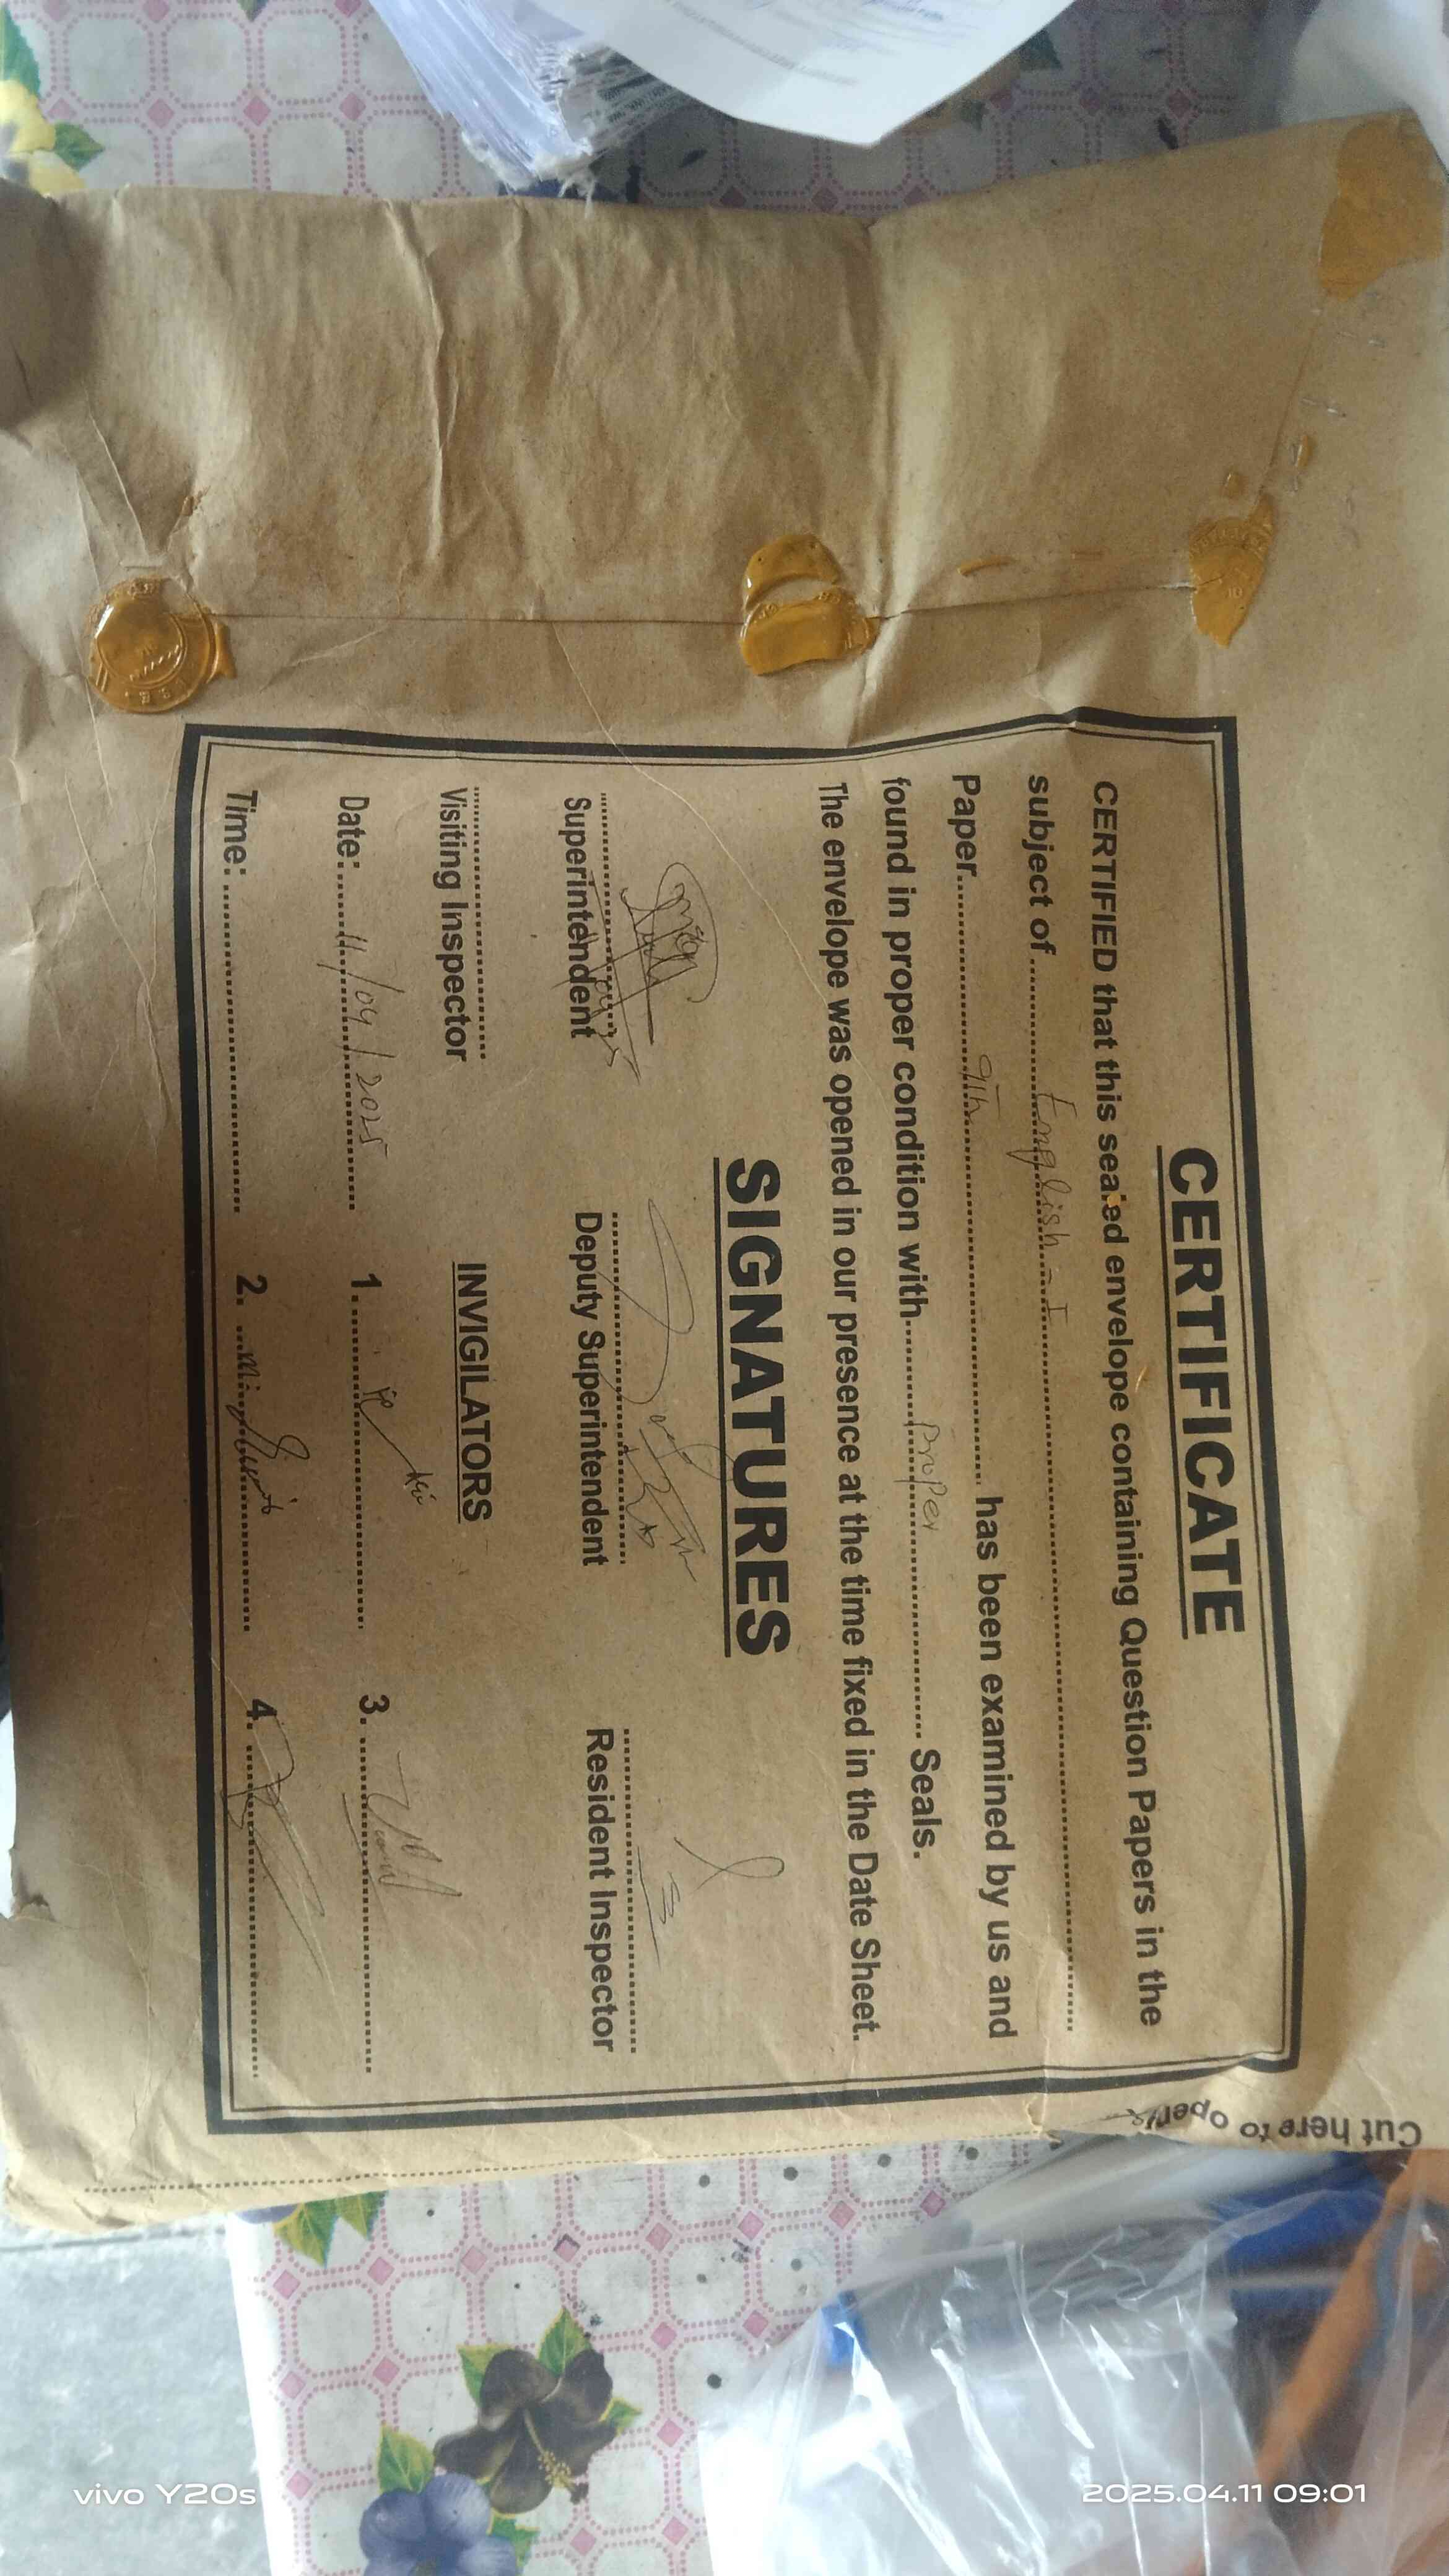 CERTIFICATE
CERTIFIED that this sealed envelope containing Question Papers in the
subject of.......... English - I ..........
Paper.......... 9th .......... has been examined by us and
found in proper condition with.......... Proper .......... Seals.
The envelope was opened in our presence at the time fixed in the Date Sheet.
SIGNATURES
Superintendent
Deputy Superintendent
Resident Inspector
Visiting Inspector
INVIGILATORS
Date:..... 11/04/2025
1.
3.
Time:
2.
4.
Cut here to open
vivo Y20s
2025.04.11 09:01